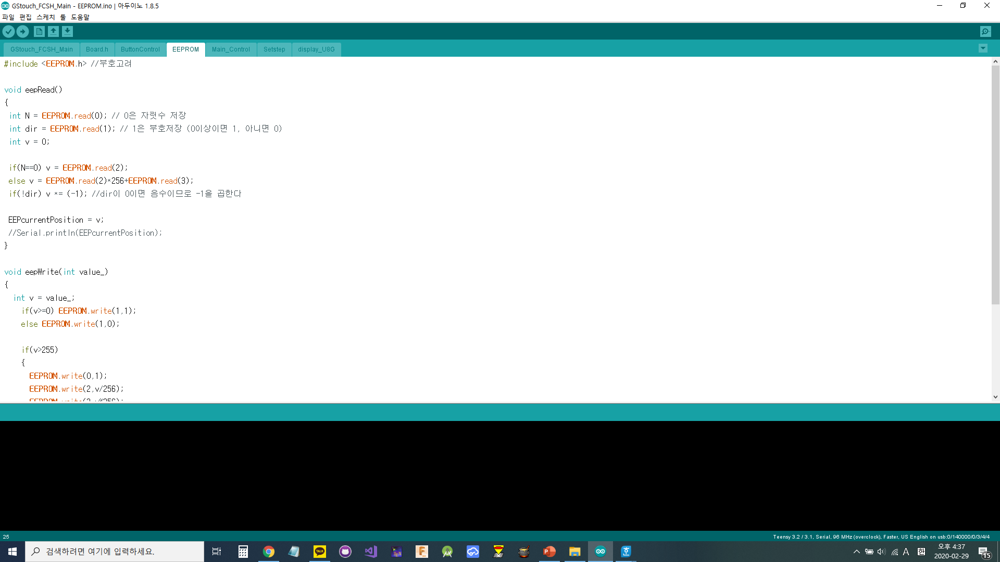 GStouch_FCSH_Main - EEPROM.ino | 아두이노 1.8.5
파일 편집 스케치 툴 도움말
GStouch_FCSH_Main Board.h ButtonControl EEPROM Main_Control Setstep display_U8G
#include <EEPROM.h> //부호고려
void eepRead()
{
int N = EEPROM.read(0); // 0은 자릿수 저장
int dir = EEPROM.read(1); // 1은 부호저장 (0이상이면 1, 아니면 0)
int v = 0;
if(N==0) v = EEPROM.read(2);
else v = EEPROM.read(2)*256+EEPROM.read(3);
if(!dir) v *= (-1); //dir이 0이면 음수이므로 -1을 곱한다
EEPcurrentPosition = v;
//Serial.println(EEPcurrentPosition);
}
void eepWrite(int value_)
{
int v = value_;
if(v>=0) EEPROM.write(1,1);
else EEPROM.write(1,0);
if(v>255)
{
EEPROM.write(0,1);
EEPROM.write(2,v/256);
25
Teensy 3.2 / 3.1, Serial, 96 MHz (overclock), Faster, US English on usb:0/140000/0/3/4/4
검색하려면 여기에 입력하세요.
TALK
A
오후 4:37
2020-02-29
15